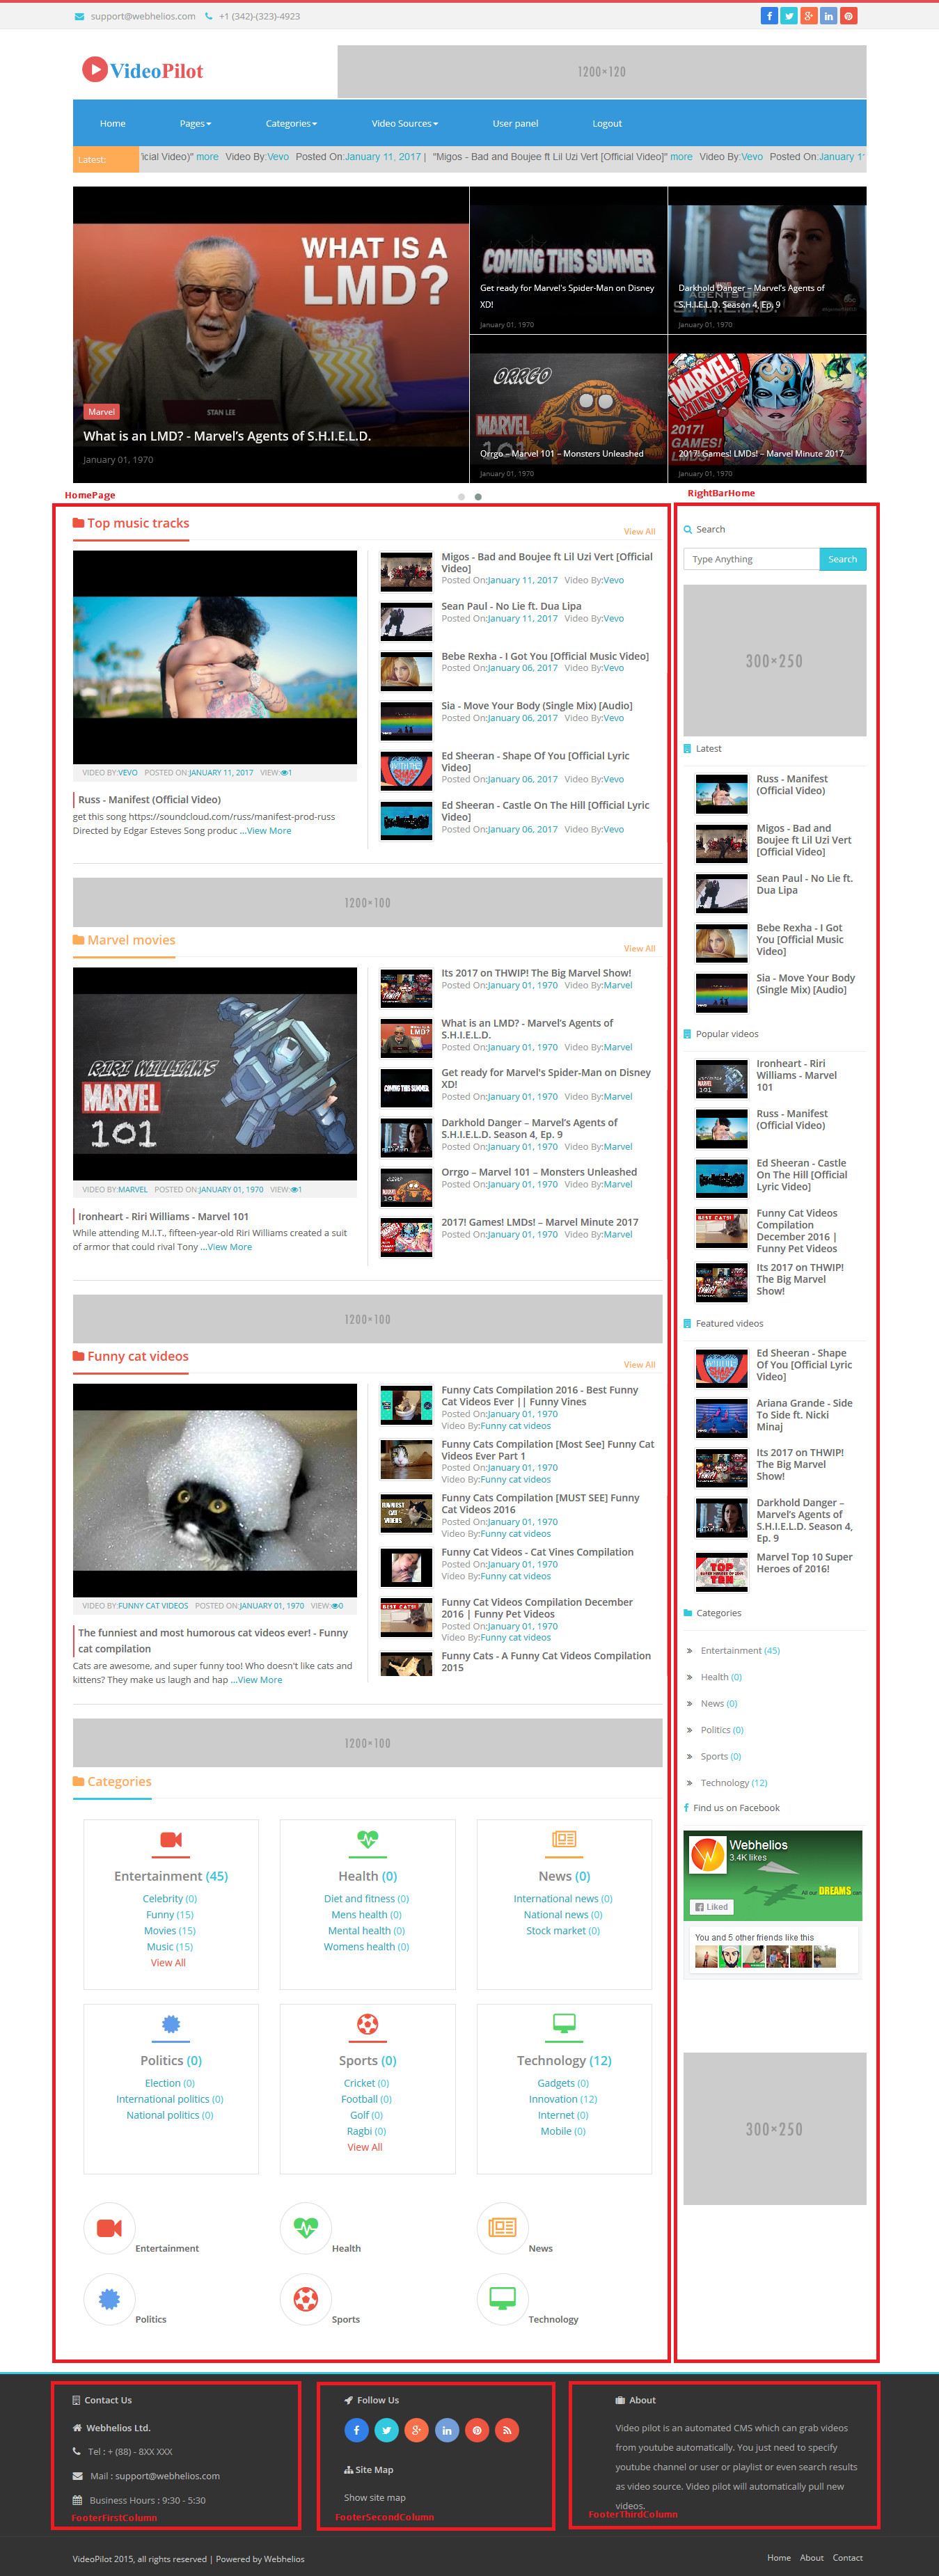 support@webhelios.com +1 (342)-(323)-4923
VideoPilot
1200×120
Home Pages Categories Video Sources User panel Logout
Latest: icial Video)" more Video By:Vevo Posted On:January 11, 2017 | "Migos - Bad and Boujee ft Lil Uzi Vert [Official Video]" more Video By:Vevo Posted On:January 1
WHAT IS A
LMD?
STAN LEE
Marvel
What is an LMD? - Marvel's Agents of S.H.I.E.L.D.
January 01, 1970
COMING THIS SUMMER
Get ready for Marvel's Spider-Man on Disney
XD!
January 01, 1970
Darkhold Danger – Marvel's Agents of
S.H.I.E.L.D. Season 4, Ep. 9
January 01, 1970
ORRGO
MARVEL
101
Orrgo – Marvel 101 – Monsters Unleashed
January 01, 1970
MARVEL
MINUTE
2017!
GAMES!
LMDs!
2017! Games! LMDs! – Marvel Minute 2017
January 01, 1970
HomePage
Top music tracks
View All
VIDEO BY:VEVO POSTED ON:JANUARY 11, 2017 VIEW:1
Russ - Manifest (Official Video)
get this song https://soundcloud.com/russ/manifest-prod-russ
Directed by Edgar Esteves Song produc ...View More
Migos - Bad and Boujee ft Lil Uzi Vert [Official
Video]
Posted On:January 11, 2017 Video By:Vevo
Sean Paul - No Lie ft. Dua Lipa
Posted On:January 11, 2017 Video By:Vevo
Bebe Rexha - I Got You [Official Music Video]
Posted On:January 06, 2017 Video By:Vevo
Sia - Move Your Body (Single Mix) [Audio]
Posted On:January 06, 2017 Video By:Vevo
Ed Sheeran - Shape Of You [Official Lyric
Video]
Posted On:January 06, 2017 Video By:Vevo
Ed Sheeran - Castle On The Hill [Official Lyric
Video]
Posted On:January 06, 2017 Video By:Vevo
1200×100
Marvel movies
View All
RIRI WILLIAMS
MARVEL
101
VIDEO BY:MARVEL POSTED ON:JANUARY 01, 1970 VIEW:1
Ironheart - Riri Williams - Marvel 101
While attending M.I.T., fifteen-year-old Riri Williams created a suit
of armor that could rival Tony ...View More
Its 2017 on THWIP! The Big Marvel Show!
Posted On:January 01, 1970 Video By:Marvel
What is an LMD? - Marvel's Agents of
S.H.I.E.L.D.
Posted On:January 01, 1970 Video By:Marvel
Get ready for Marvel's Spider-Man on Disney
XD!
Posted On:January 01, 1970 Video By:Marvel
Darkhold Danger – Marvel's Agents of
S.H.I.E.L.D. Season 4, Ep. 9
Posted On:January 01, 1970 Video By:Marvel
Orrgo – Marvel 101 – Monsters Unleashed
Posted On:January 01, 1970 Video By:Marvel
2017! Games! LMDs! – Marvel Minute 2017
Posted On:January 01, 1970 Video By:Marvel
1200×100
Funny cat videos
View All
VIDEO BY:FUNNY CAT VIDEOS POSTED ON:JANUARY 01, 1970 VIEW:0
The funniest and most humorous cat videos ever! - Funny
cat compilation
Cats are awesome, and super funny too! Who doesn't like cats and
kittens? They make us laugh and hap ...View More
Funny Cats Compilation 2016 - Best Funny
Cat Videos Ever || Funny Vines
Posted On:January 01, 1970
Video By:Funny cat videos
Funny Cats Compilation [Most See] Funny Cat
Videos Ever Part 1
Posted On:January 01, 1970
Video By:Funny cat videos
Funny Cats Compilation [MUST SEE] Funny
Cat Videos 2016
Posted On:January 01, 1970
Video By:Funny cat videos
Funny Cat Videos - Cat Vines Compilation
Posted On:January 01, 1970
Video By:Funny cat videos
Funny Cat Videos Compilation December
2016 | Funny Pet Videos
Posted On:January 01, 1970
Video By:Funny cat videos
Funny Cats - A Funny Cat Videos Compilation
2015
1200×100
Categories
Entertainment (45)
Celebrity (0)
Funny (15)
Movies (15)
Music (15)
View All
Health (0)
Diet and fitness (0)
Mens health (0)
Mental health (0)
Womens health (0)
News (0)
International news (0)
National news (0)
Stock market (0)
Politics (0)
Election (0)
International politics (0)
National politics (0)
Sports (0)
Cricket (0)
Football (0)
Golf (0)
Ragbi (0)
View All
Technology (12)
Gadgets (0)
Innovation (12)
Internet (0)
Mobile (0)
Entertainment Health News
Politics Sports Technology
RightBarHome
Search
Type Anything Search
300×250
Latest
Russ - Manifest
(Official Video)
Migos - Bad and
Boujee ft Lil Uzi Vert
[Official Video]
Sean Paul - No Lie ft.
Dua Lipa
Bebe Rexha - I Got
You [Official Music
Video]
Sia - Move Your Body
(Single Mix) [Audio]
Popular videos
Ironheart - Riri
Williams - Marvel
101
Russ - Manifest
(Official Video)
Ed Sheeran - Castle
On The Hill [Official
Lyric Video]
Funny Cat Videos
Compilation
December 2016 |
Funny Pet Videos
Its 2017 on THWIP!
The Big Marvel
Show!
Featured videos
Ed Sheeran - Shape
Of You [Official Lyric
Video]
Ariana Grande - Side
To Side ft. Nicki
Minaj
Its 2017 on THWIP!
The Big Marvel
Show!
Darkhold Danger –
Marvel's Agents of
S.H.I.E.L.D. Season 4,
Ep. 9
Marvel Top 10 Super
Heroes of 2016!
Categories
Entertainment (45)
Health (0)
News (0)
Politics (0)
Sports (0)
Technology (12)
Find us on Facebook
Webhelios
3.4K likes
All our DREAMS can
Liked
You and 5 other friends like this
300×250
Contact Us
Webhelios Ltd.
Tel : + (88) - 8XX XXX
Mail : support@webhelios.com
Business Hours : 9:30 - 5:30
FooterFirstColumn
Follow Us
Site Map
Show site map
FooterSecondColumn
About
Video pilot is an automated CMS which can grab videos
from youtube automatically. You just need to specify
youtube channel or user or playlist or even search results
as video source. Video pilot will automatically pull new
videos.
FooterThirdColumn
VideoPilot 2015, all rights reserved | Powered by Webhelios
Home About Contact